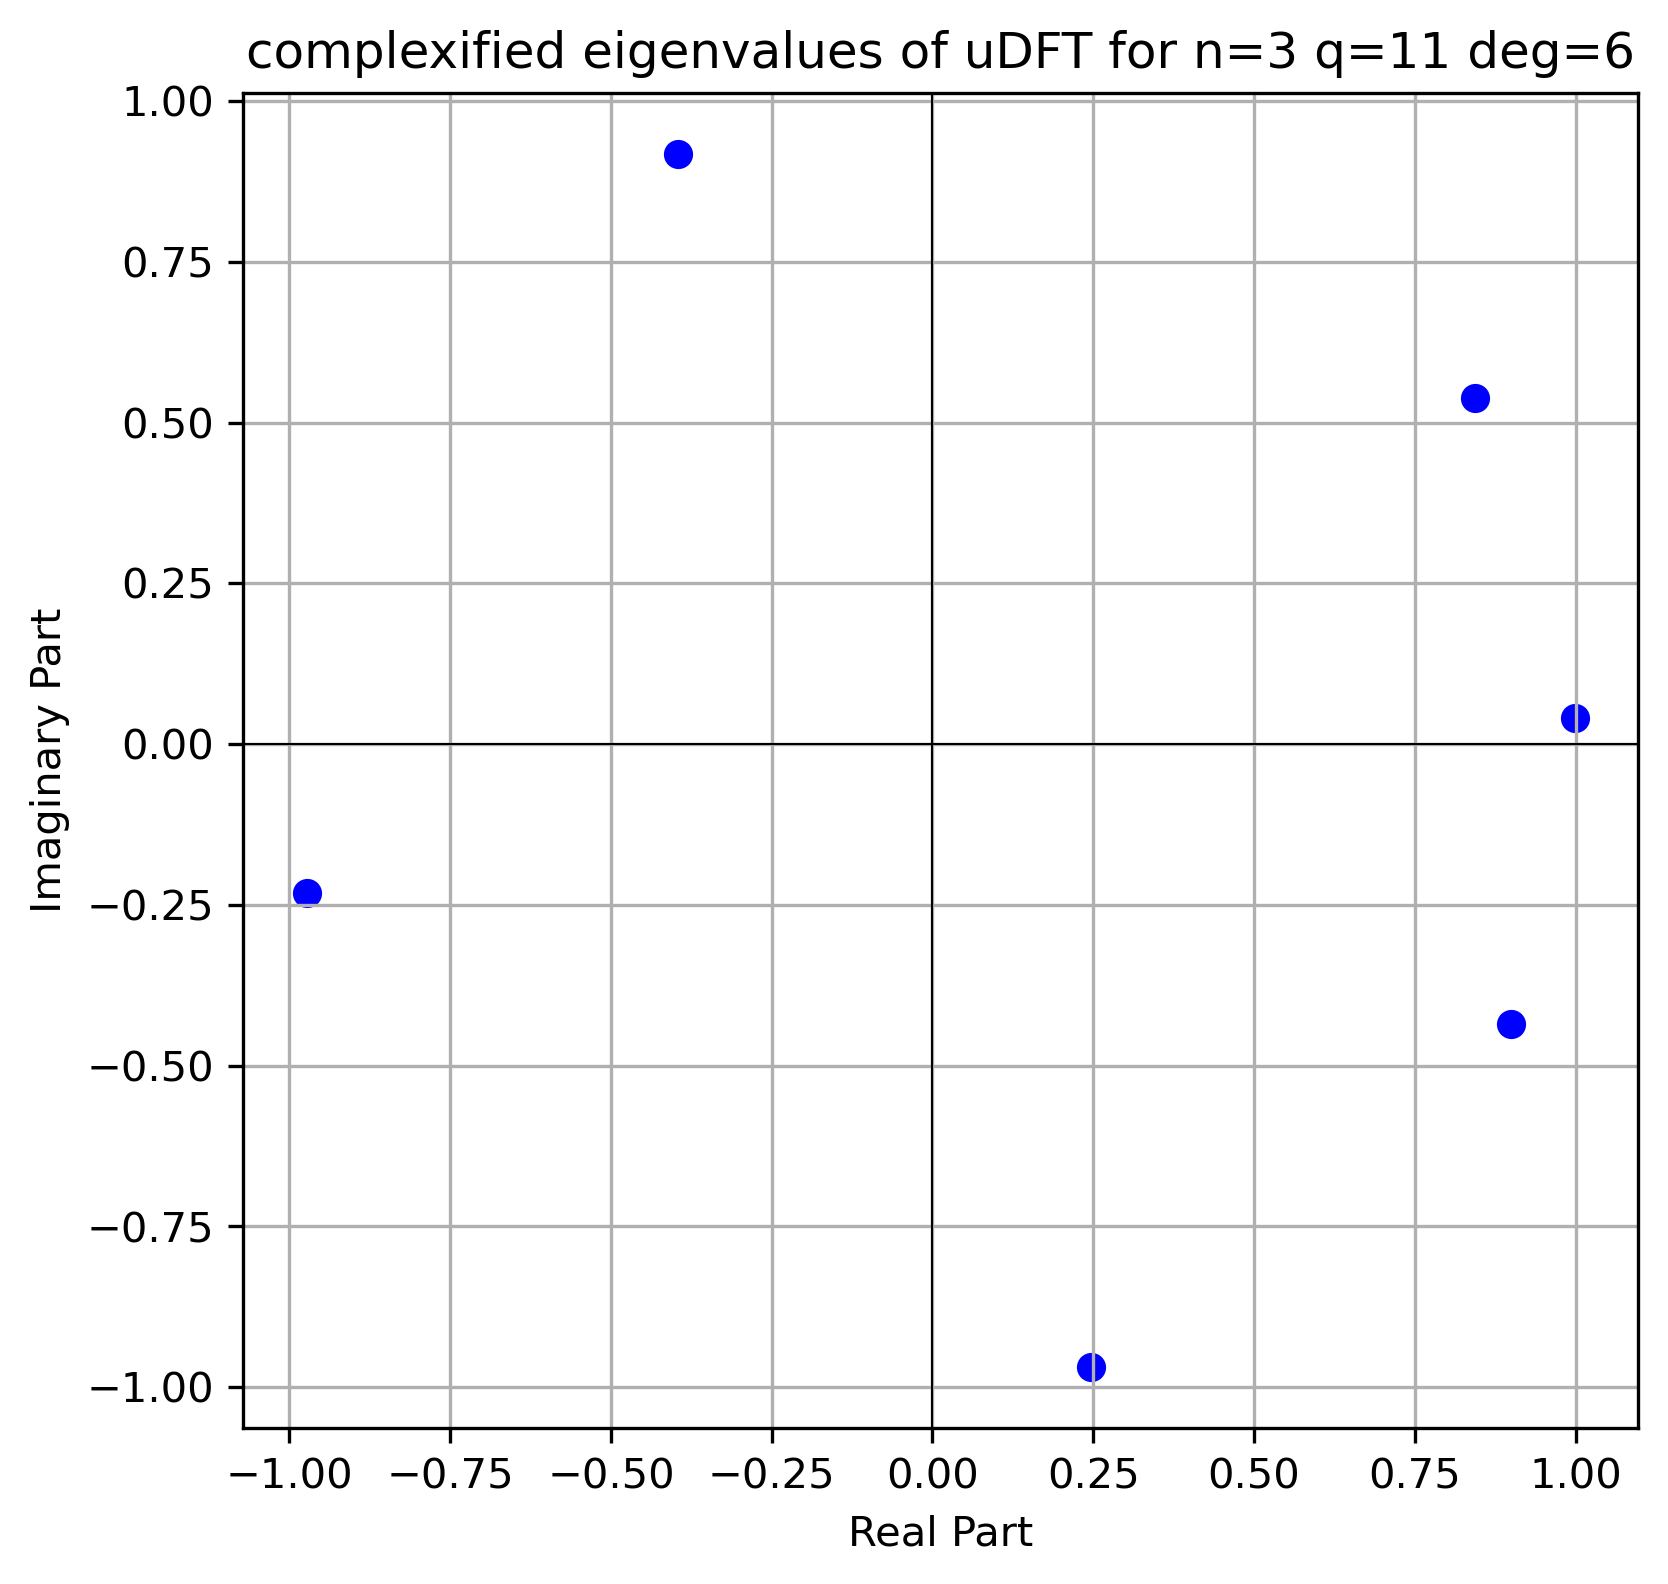 complexified eigenvalues of uDFT for n=3 q=11 deg=6
1.00
0.75
0.50
0.25
0.00
−0.25
−0.50
−0.75
−1.00
Imaginary Part
−1.00 −0.75 −0.50 −0.25 0.00 0.25 0.50 0.75 1.00
Real Part